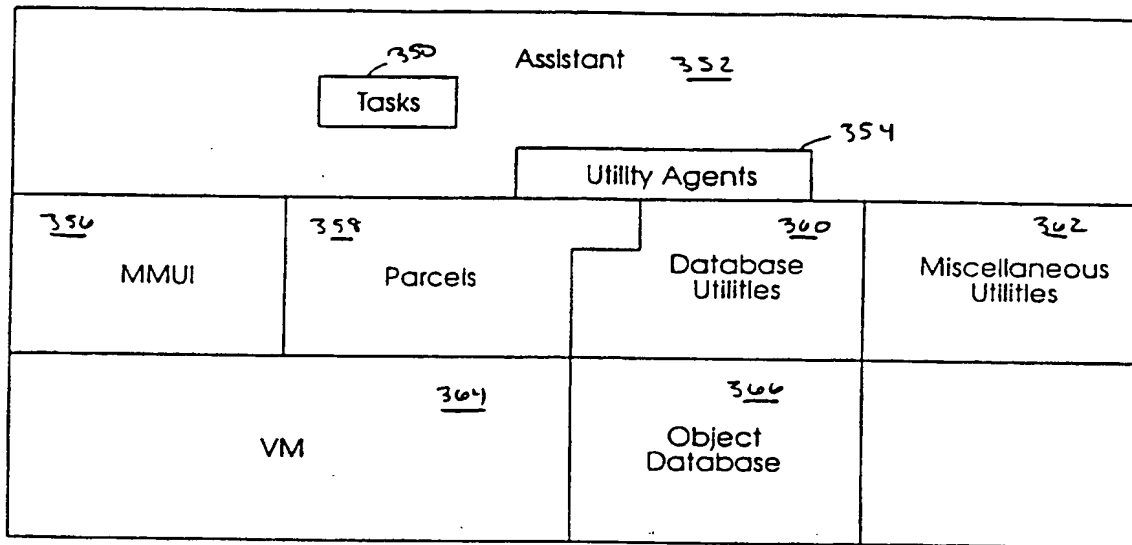 350
Assistant 352
Tasks
354
Utility Agents
356
MMUI
358
Parcels
360
Database
Utilities
362
Miscellaneous
Utilities
364
VM
366
Object
Database